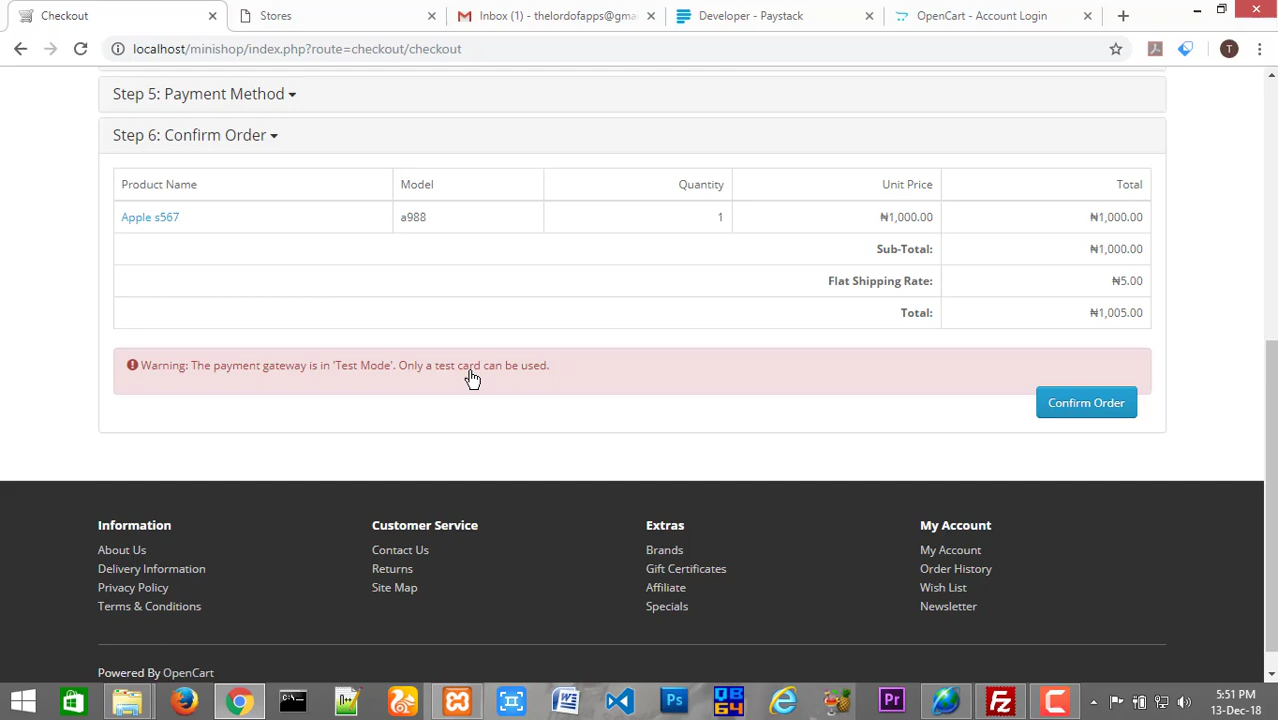 Checkout
Stores
Inbox (1) - thelordofapps@gma
Developer - Paystack
OpenCart - Account Login
localhost/minishop/index.php?route=checkout/checkout
T
Step 5: Payment Method
Step 6: Confirm Order
Product Name Model Quantity Unit Price Total
Apple s567 a988 1 ₦1,000.00 ₦1,000.00
Sub-Total: ₦1,000.00
Flat Shipping Rate: ₦5.00
Total: ₦1,005.00
Warning: The payment gateway is in 'Test Mode'. Only a test card can be used.
Confirm Order
Information Customer Service Extras My Account
About Us Contact Us Brands My Account
Delivery Information Returns Gift Certificates Order History
Privacy Policy Site Map Affiliate Wish List
Terms & Conditions Specials Newsletter
Powered By OpenCart
Ps
QB
64
Pr
5:51 PM
13-Dec-18